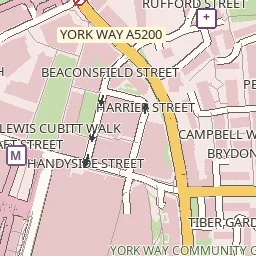 RUFFORD STREET
YORK WAY A5200
BEACONSFIELD STREET
HARRIER STREET
LEWIS CUBITT WALK
CAMPBELL W
STREET
M
HANDYSIDE STREET
BRYDON
TIBER GARD
YORK WAY COMMUNITY G